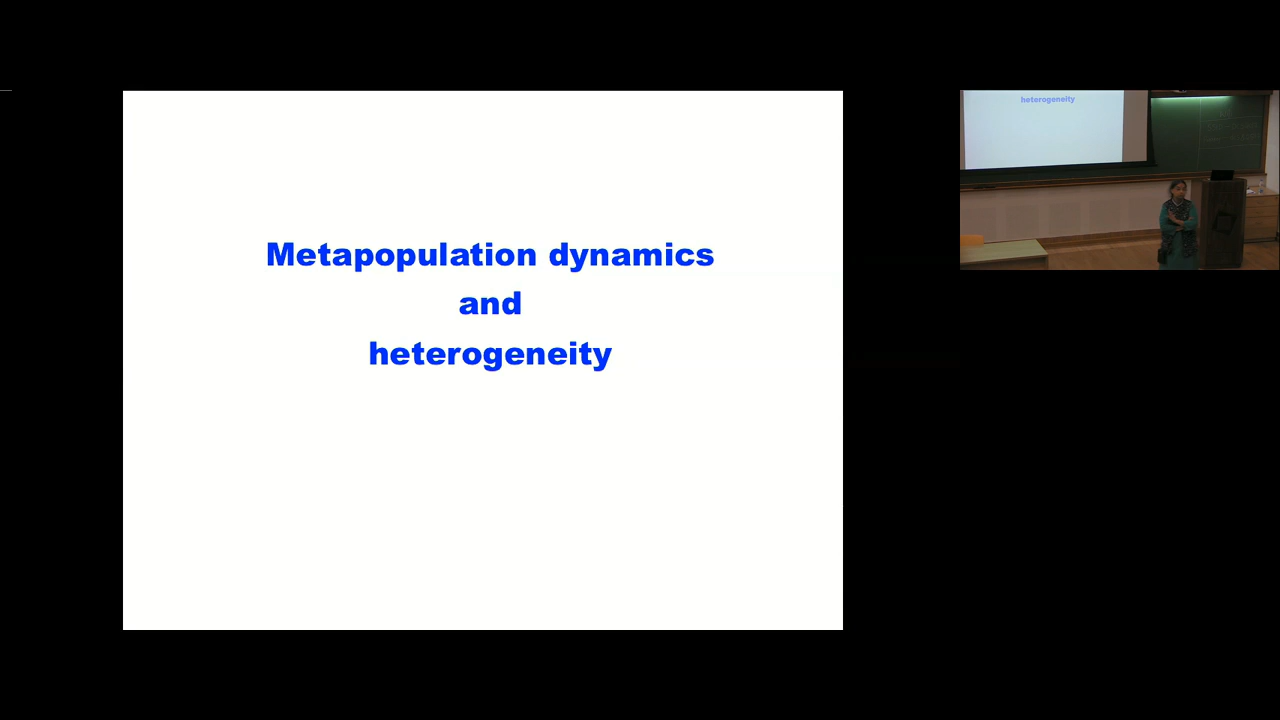 Metapopulation dynamics
and
heterogeneity
heterogeneity